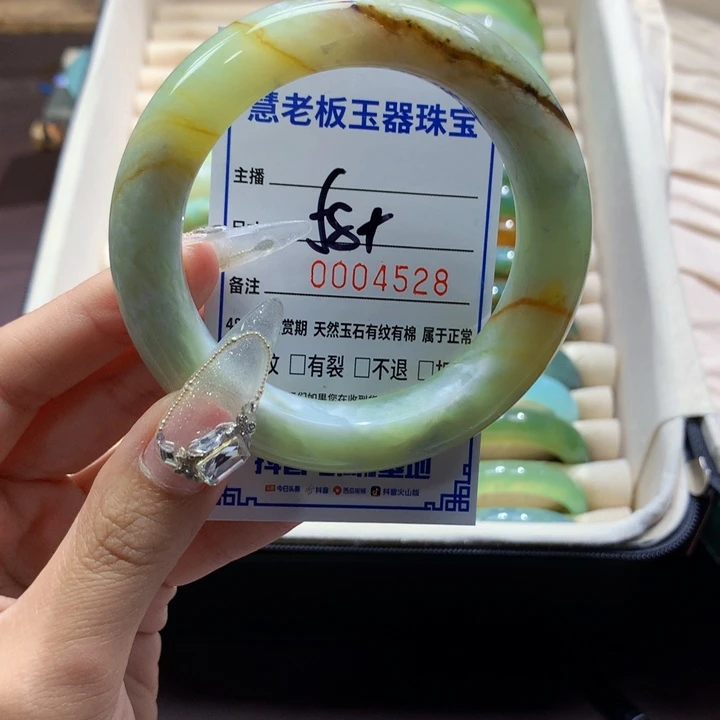 慧老板玉器珠宝
主播
58+
备注 0004528
48 赏期 天然玉石有纹有棉 属于正常
纹 □有裂 □不退 □
今日头条 抖音 西瓜视频 抖音火山版